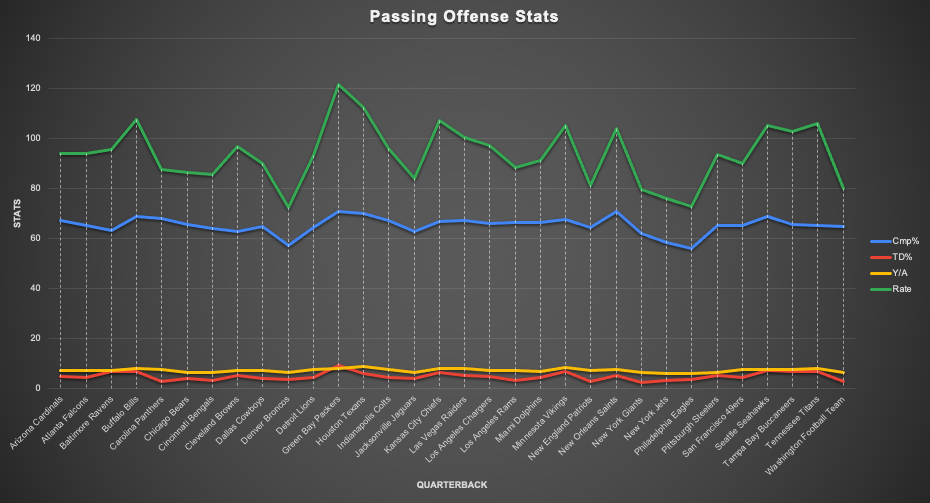 Passing Offense Stats
140
120
100
80
60
40
20
0
STATS
Arizona Cardinals
Atlanta Falcons
Baltimore Ravens
Buffalo Bills
Carolina Panthers
Chicago Bears
Cincinnati Bengals
Cleveland Browns
Dallas Cowboys
Denver Broncos
Detroit Lions
Green Bay Packers
Houston Texans
Indianapolis Colts
Jacksonville Jaguars
Kansas City Chiefs
Las Vegas Raiders
Los Angeles Chargers
Los Angeles Rams
Miami Dolphins
Minnesota Vikings
New England Patriots
New Orleans Saints
New York Giants
New York Jets
Philadelphia Eagles
Pittsburgh Steelers
San Francisco 49ers
Seattle Seahawks
Tampa Bay Buccaneers
Tennessee Titans
Washington Football Team
QUARTERBACK
Cmp%
TD%
Y/A
Rate